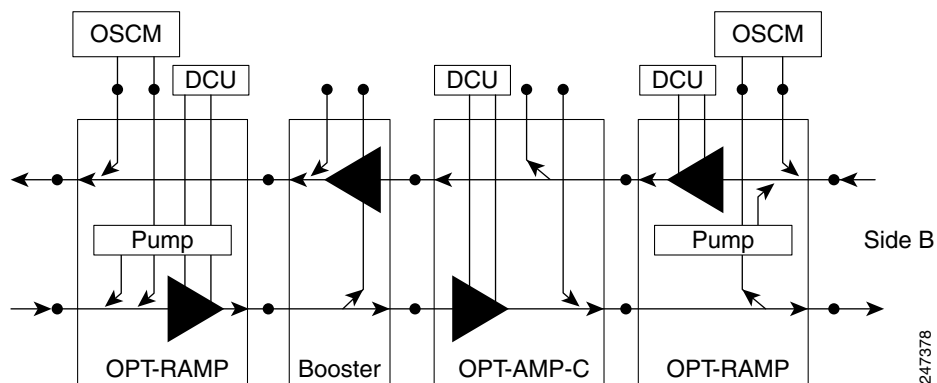 OSCM
OSCM
DCU
DCU
DCU
Pump
Pump
Side B
OPT-RAMP
Booster
OPT-AMP-C
OPT-RAMP
247378